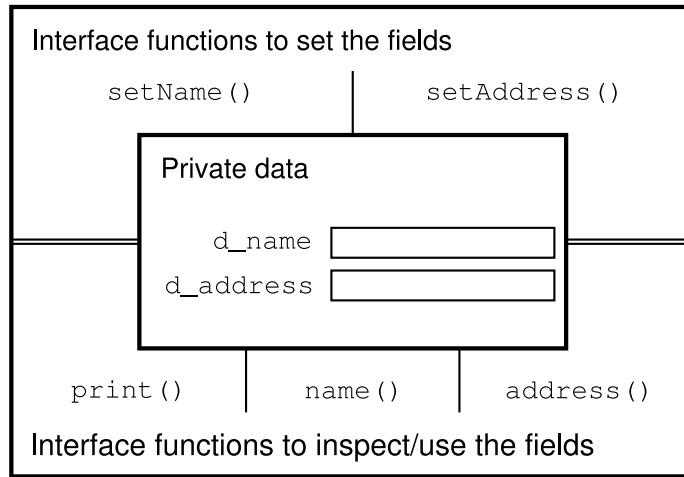 Interface functions to set the fields
setName() setAddress()
Private data
d_name
d_address
print() name() address()
Interface functions to inspect/use the fields